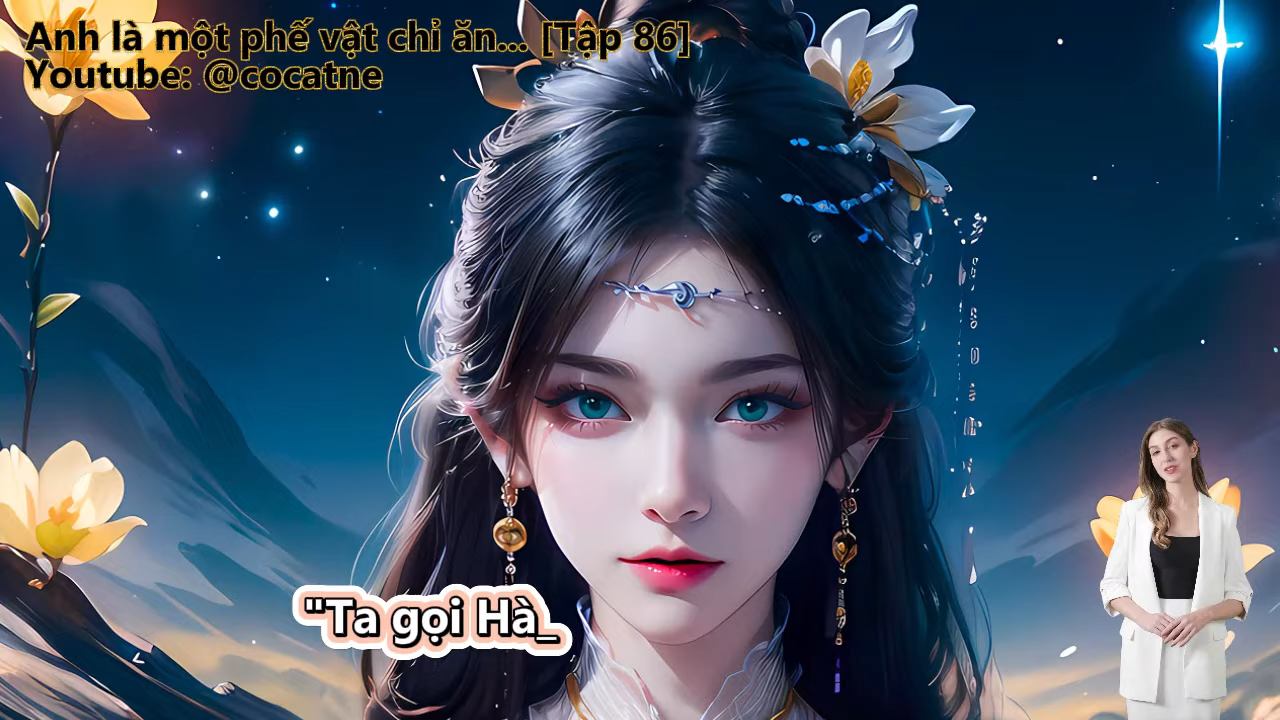 Anh là một phế vật chỉ ăn... [Tập 86]
Youtube: @cocatne
"Ta gọi Hà_